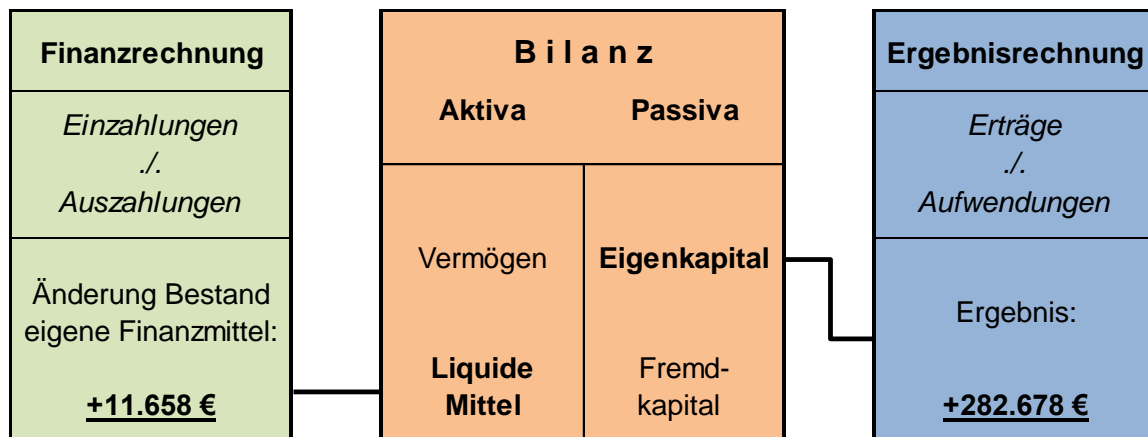 Finanzrechnung
Einzahlungen
./.
Auszahlungen
Änderung Bestand
eigene Finanzmittel:
+11.658 €
B i l a n z
Aktiva Passiva
Vermögen Eigenkapital
Liquide Fremd-
Mittel kapital
Ergebnisrechnung
Erträge
./.
Aufwendungen
Ergebnis:
+282.678 €